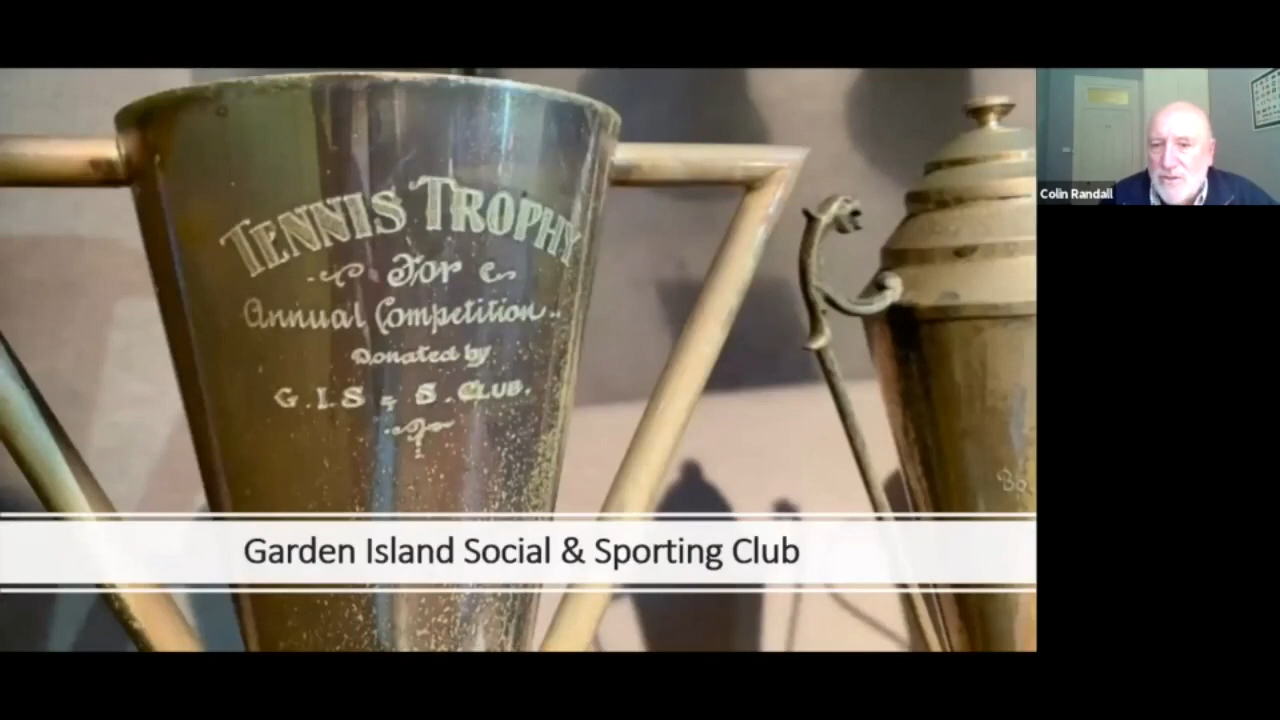 TENNIS TROPHY
For
Annual Competition..
Donated by
G.I.S & S. CLUB.
Garden Island Social & Sporting Club
Colin Randall